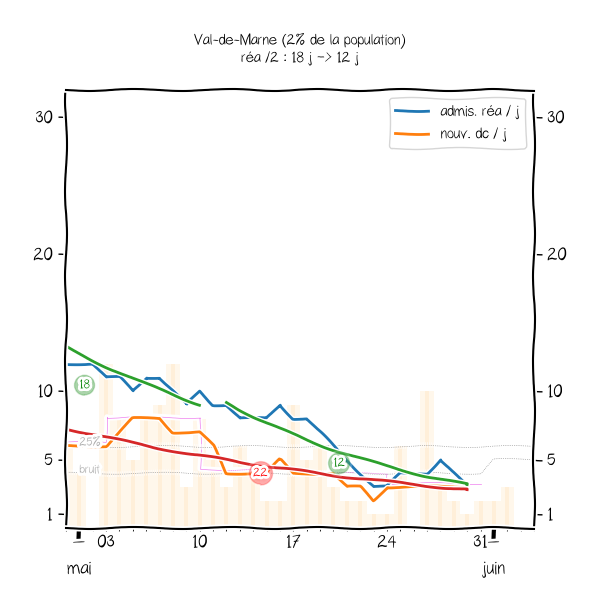 Val-de-Marne (2% de la population)
réa /2 : 18 j -> 12 j
admis. réa / j
nouv. dc / j
30
30
20
20
10
10
18
25%
bruit
12
22
5
5
1
1
03
10
17
24
31
mai
juin